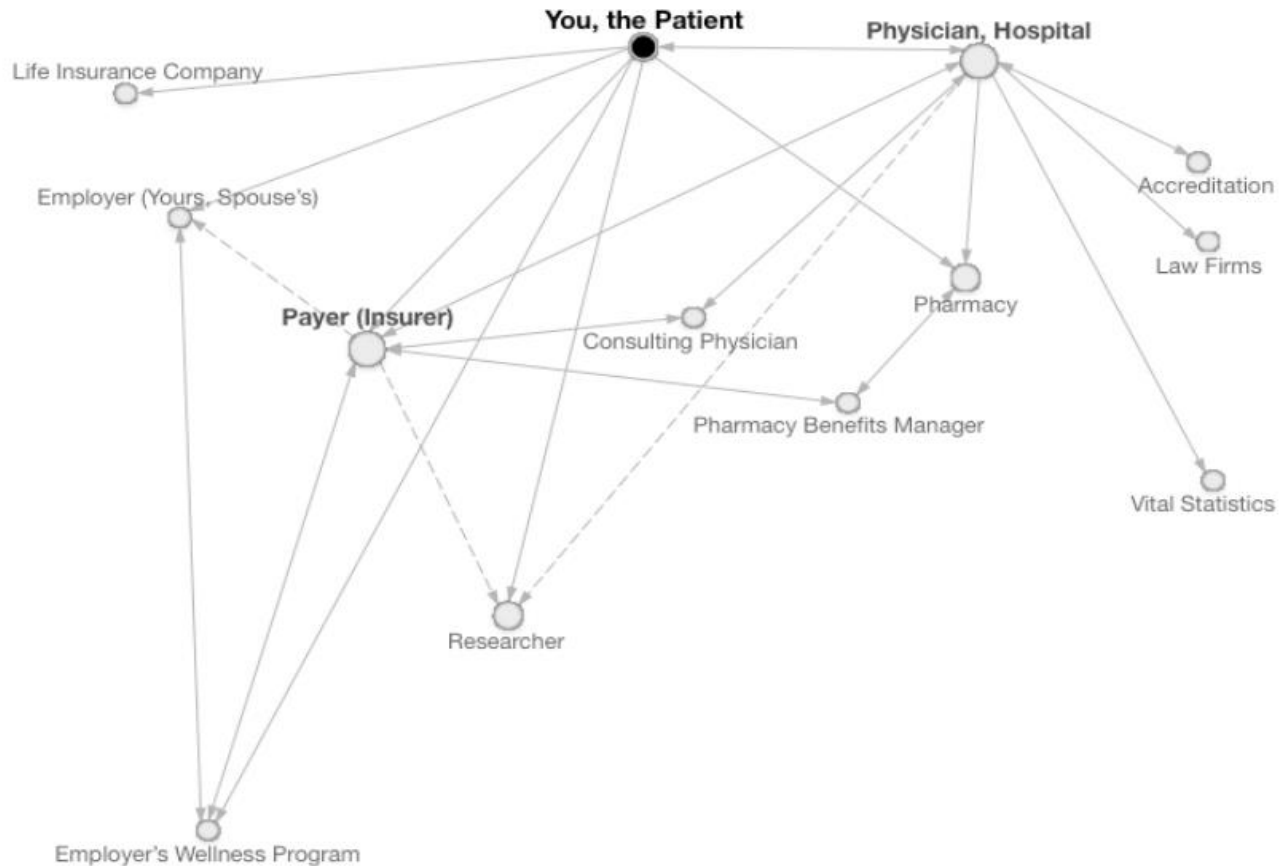 You, the Patient
Physician, Hospital
Life Insurance Company
Accreditation
Employer (Yours, Spouse's)
Law Firms
Pharmacy
Payer (Insurer)
Consulting Physician
Pharmacy Benefits Manager
Vital Statistics
Researcher
Employer's Wellness Program